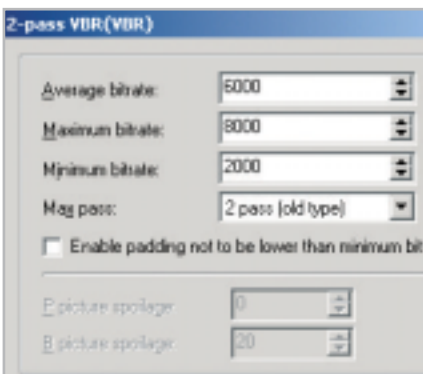 2-pass VBR(VBR)
Average bitrate: 6000
Maximum bitrate: 8000
Minimum bitrate: 2000
Max pass: 2 pass (old type)
Enable padding not to be lower than minimum bit
P picture spoilage: 0
B picture spoilage: 20